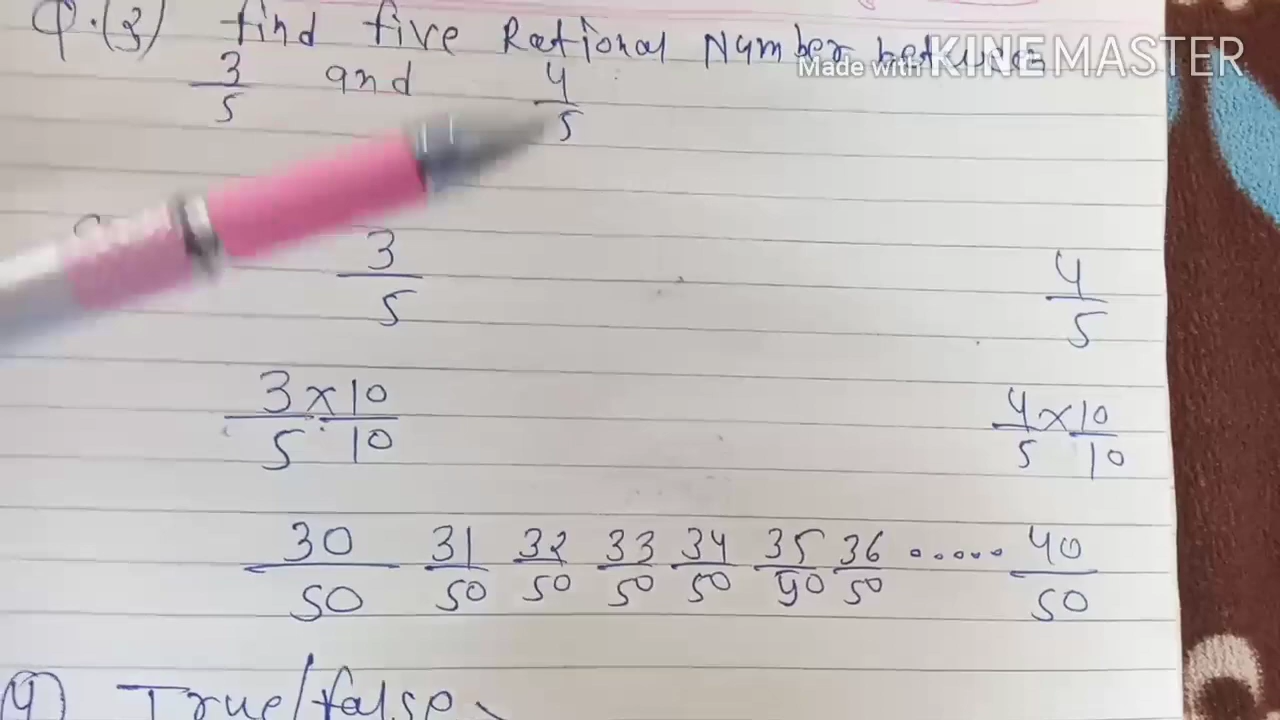 Q.(3) find five Rational Number between
3/5 and 4/5
Made with KINEMASTER
3/5 4/5
3×10/5 10 4/5×10/10
30/50 31/50 32/50 33/50 34/50 35/50 36/50 ..... 40/50
4) True/false